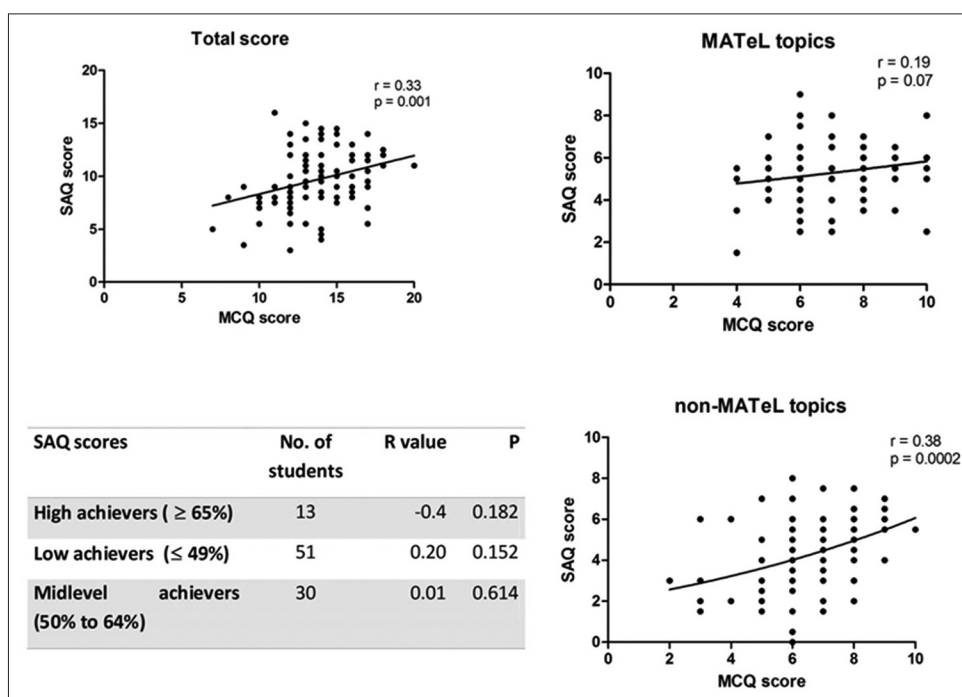 Total score
r = 0.33
p = 0.001
20
15
10
5
0
SAQ score
0 5 10 15 20
MCQ score
MATeL topics
r = 0.19
p = 0.07
10
8
6
4
2
0
SAQ score
0 2 4 6 8 10
MCQ score
SAQ scores No. of students R value P
High achievers ( ≥ 65%) 13 -0.4 0.182
Low achievers (≤ 49%) 51 0.20 0.152
Midlevel achievers (50% to 64%) 30 0.01 0.614
non-MATeL topics
r = 0.38
p = 0.0002
10
8
6
4
2
0
SAQ score
0 2 4 6 8 10
MCQ score